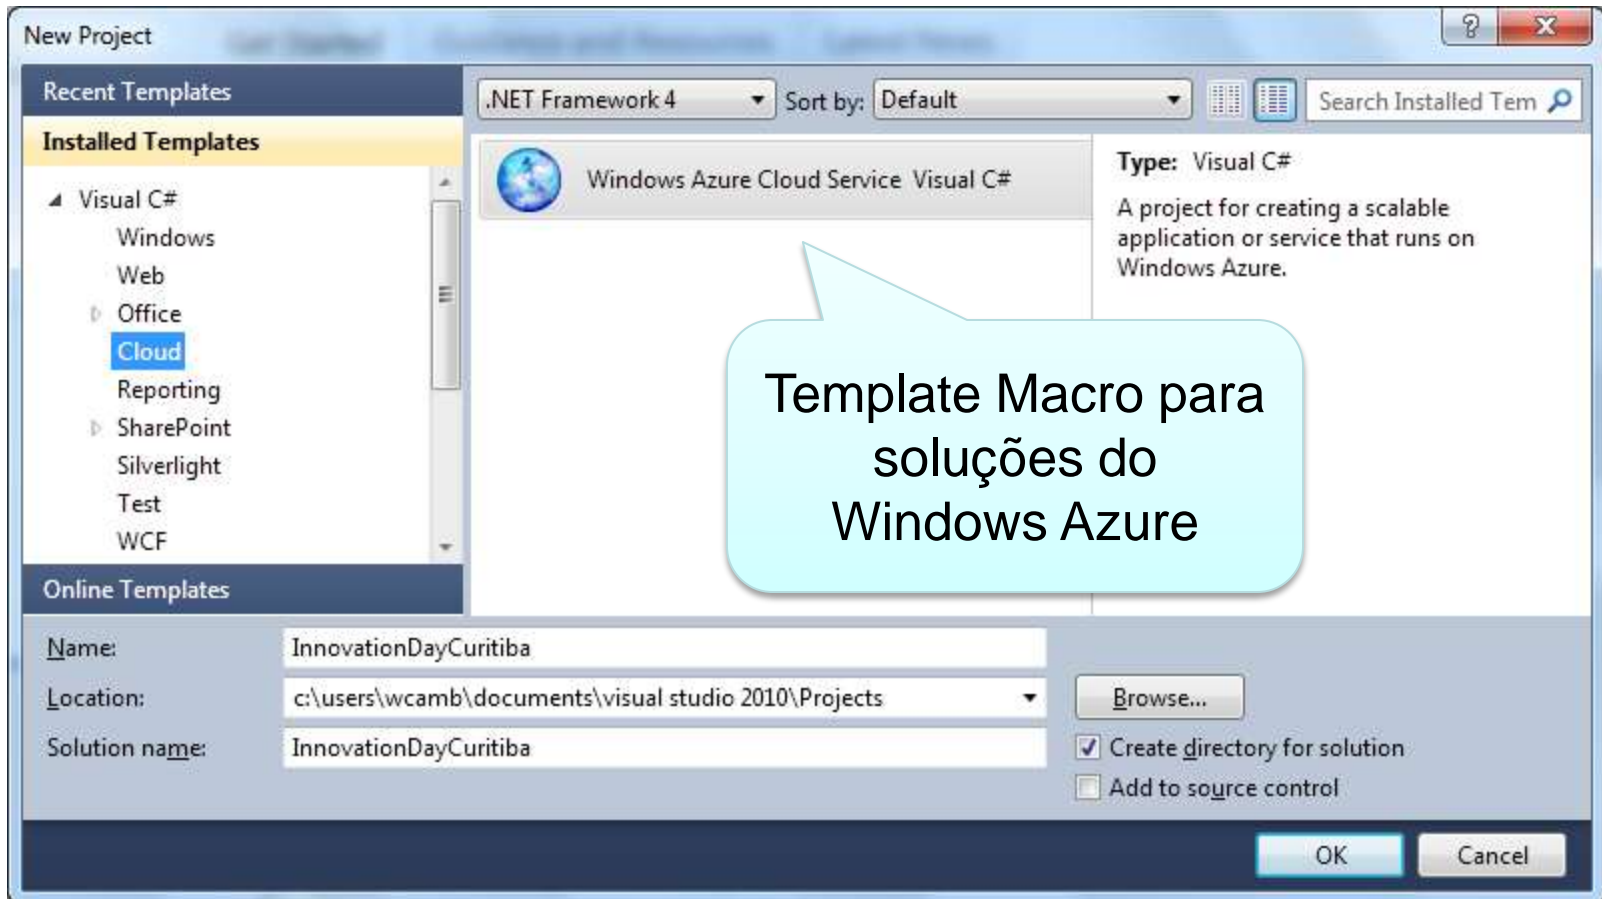 New Project
Recent Templates
Installed Templates
Visual C#
Windows
Web
Office
Cloud
Reporting
SharePoint
Silverlight
Test
WCF
Online Templates
.NET Framework 4
Sort by: Default
Search Installed Tem
Windows Azure Cloud Service Visual C#
Type: Visual C#
A project for creating a scalable
application or service that runs on
Windows Azure.
Template Macro para
soluções do
Windows Azure
Name: InnovationDayCuritiba
Location: c:\users\wcamb\documents\visual studio 2010\Projects
Browse...
Solution name: InnovationDayCuritiba
Create directory for solution
Add to source control
OK
Cancel